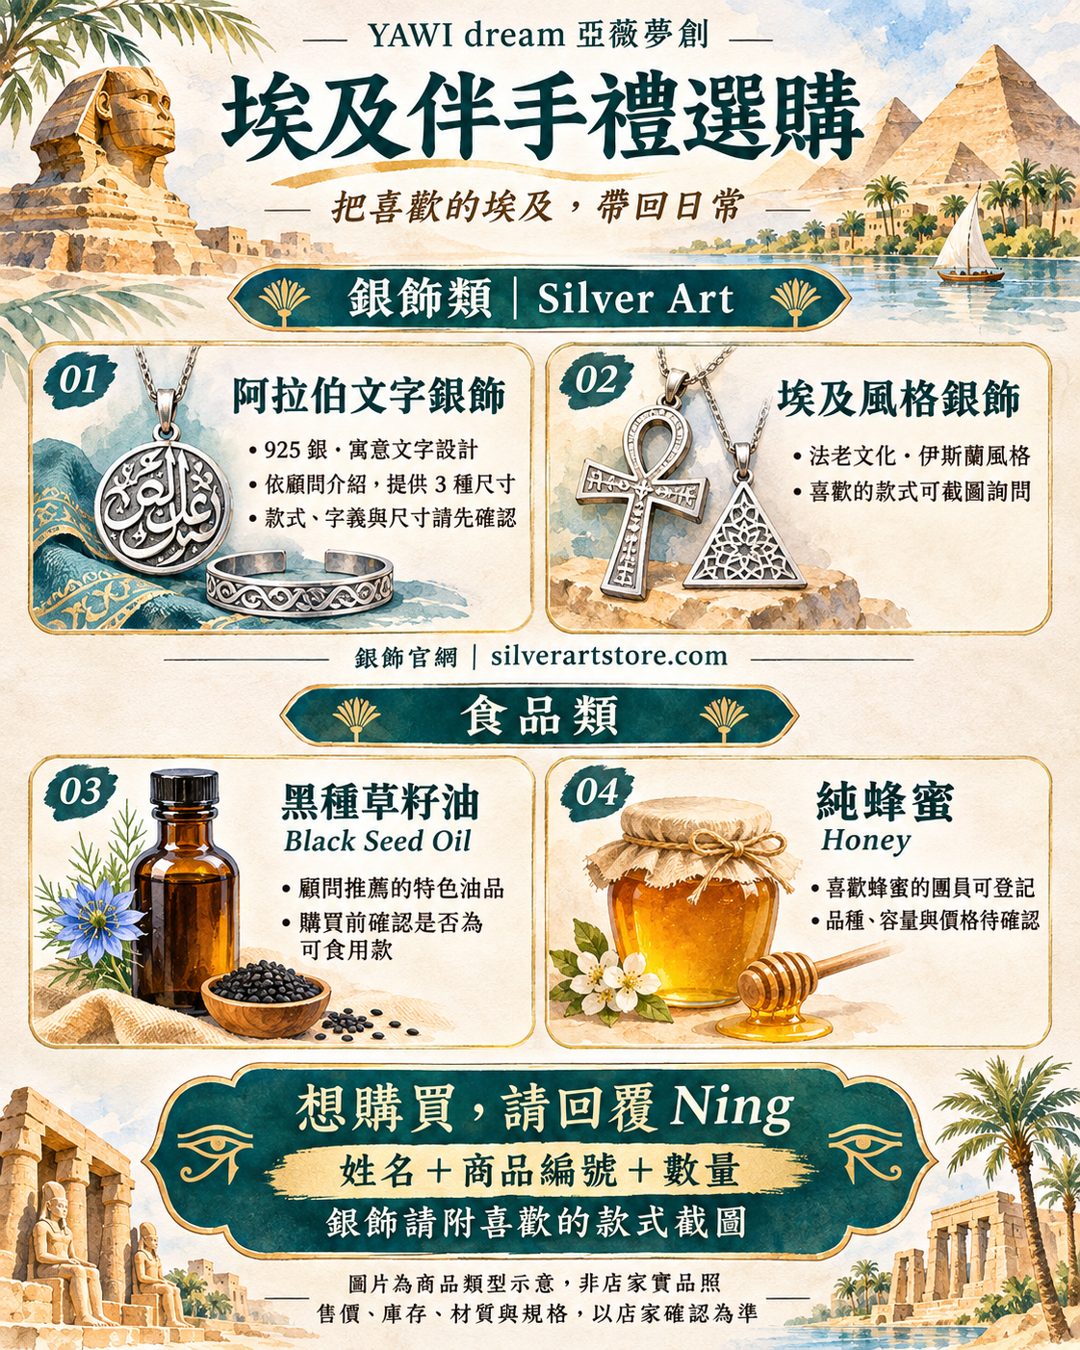 YAWI dream 亞薇夢創
埃及伴手禮選購
把喜歡的埃及，帶回日常
銀飾類｜Silver Art
01
阿拉伯文字銀飾
• 925 銀・寓意文字設計
• 依顧問介紹，提供 3 種尺寸
• 款式、字義與尺寸請先確認
02
埃及風格銀飾
• 法老文化・伊斯蘭風格
• 喜歡的款式可截圖詢問
銀飾官網｜silverartstore.com
食品類
03
黑種草籽油
Black Seed Oil
• 顧問推薦的特色油品
• 購買前確認是否為
可食用款
04
純蜂蜜
Honey
• 喜歡蜂蜜的團員可登記
• 品種、容量與價格待確認
想購買，請回覆 Ning
姓名＋商品編號＋數量
銀飾請附喜歡的款式截圖
圖片為商品類型示意，非店家實品照
售價、庫存、材質與規格，以店家確認為準